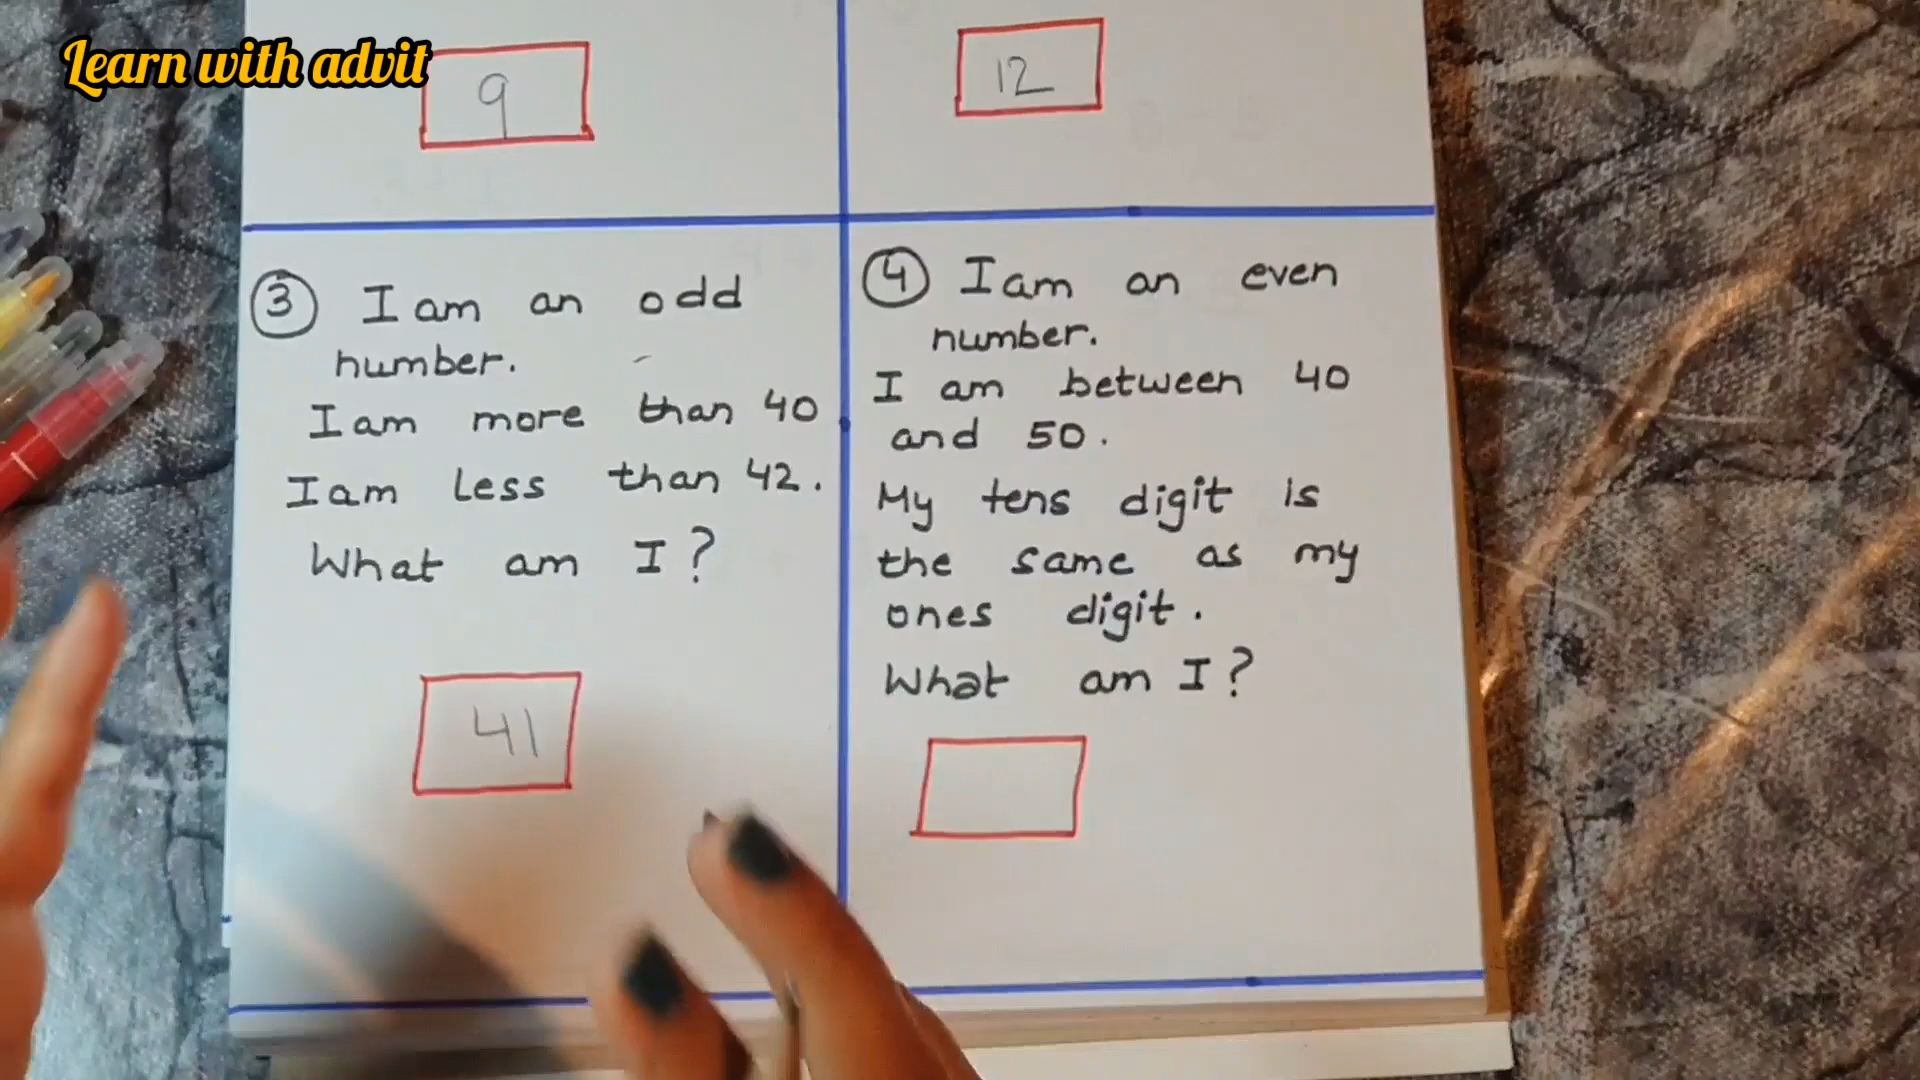 Learn with advit
9
12
3 I am an odd
number.
I am more than 40
I am less than 42.
What am I?
41
4 I am an even
number.
I am between 40
and 50.
My tens digit is
the same as my
ones digit.
What am I?